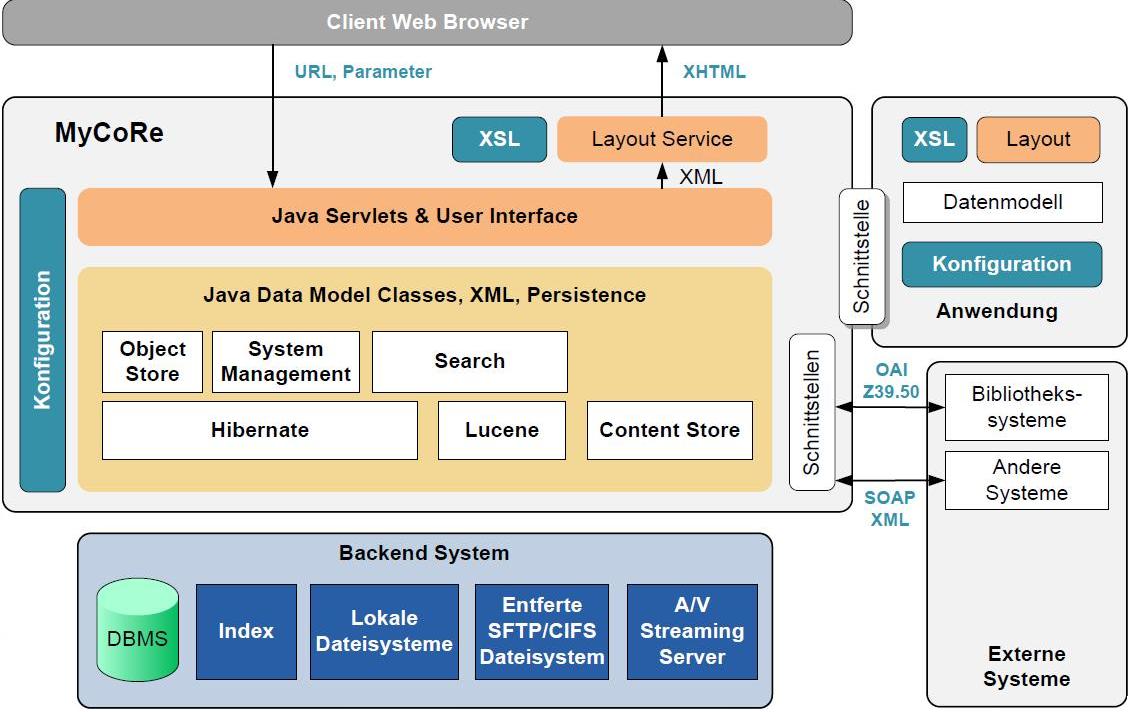 Client Web Browser
URL, Parameter
XHTML
MyCoRe
XSL
Layout Service
XML
Java Servlets & User Interface
Konfiguration
Java Data Model Classes, XML, Persistence
Object
Store
System
Management
Search
Hibernate
Lucene
Content Store
Schnittstelle
Schnittstellen
XSL
Layout
Datenmodell
Konfiguration
Anwendung
OAI
Z39.50
SOAP
XML
Bibliotheks-
systeme
Andere
Systeme
Externe
Systeme
Backend System
DBMS
Index
Lokale
Dateisysteme
Entferte
SFTP/CIFS
Dateisystem
A/V
Streaming
Server